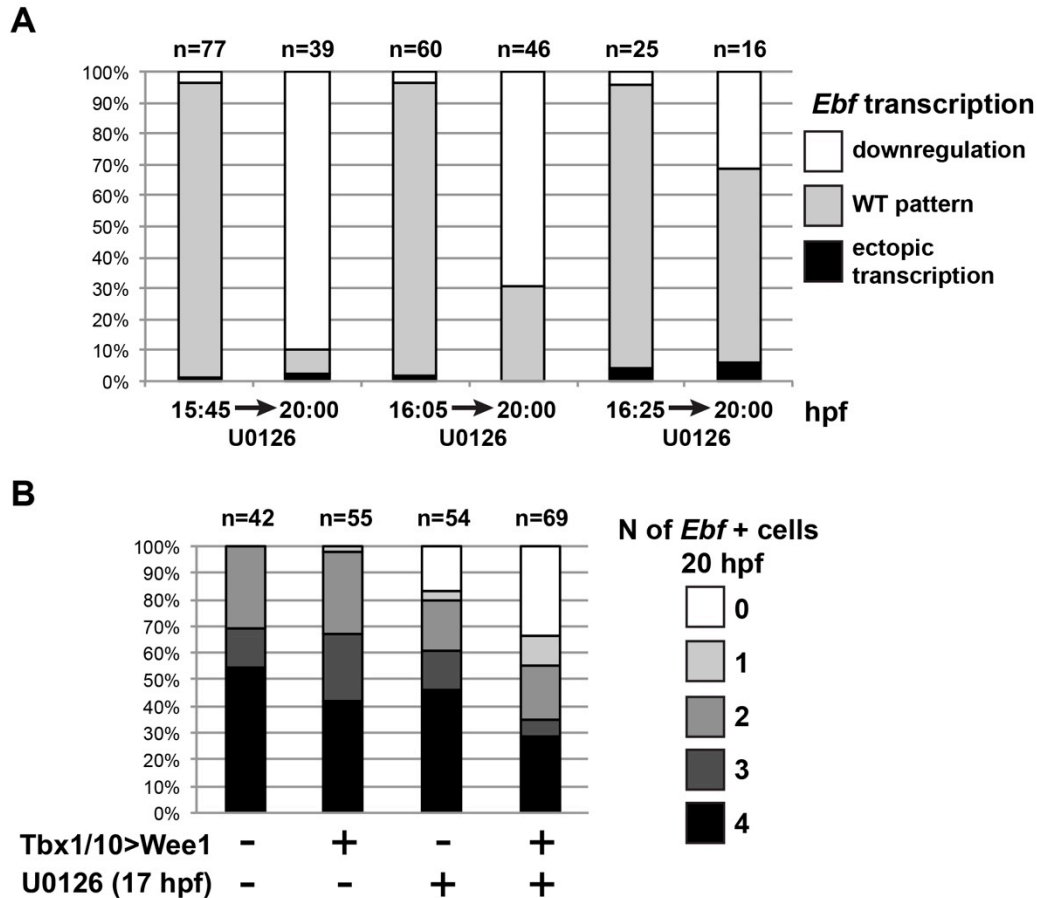 A
n=77 n=39 n=60 n=46 n=25 n=16
100%
90%
80%
70%
60%
50%
40%
30%
20%
10%
0%
Ebf transcription
downregulation
WT pattern
ectopic
transcription
15:45 20:00 16:05 20:00 16:25 20:00 hpf
U0126 U0126 U0126
B
n=42 n=55 n=54 n=69
100%
90%
80%
70%
60%
50%
40%
30%
20%
10%
0%
N of Ebf + cells
20 hpf
0
1
2
3
4
Tbx1/10>Wee1 - + - +
U0126 (17 hpf) - - + +